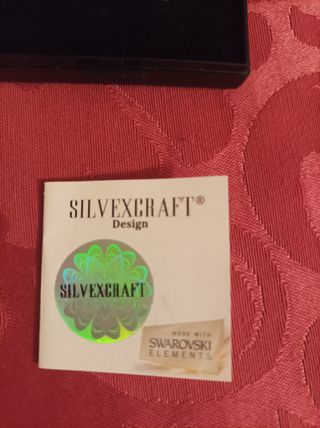 SILVEXCRAFT®
Design
SILVEXCRAFT
MADE WITH
SWAROVSKI
ELEMENTS